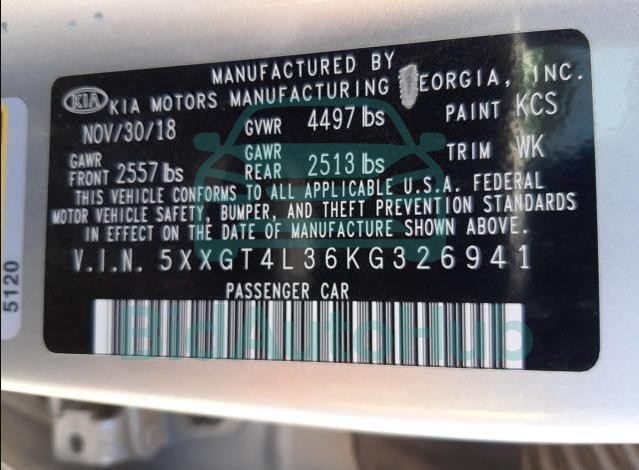 MANUFACTURED BY
KIA KIA MOTORS MANUFACTURING EORGIA, INC.
NOV/30/18 GVWR 4497 lbs PAINT KCS
GAWR FRONT 2557 lbs GAWR REAR 2513 lbs TRIM WK
THIS VEHICLE CONFORMS TO ALL APPLICABLE U.S.A. FEDERAL
MOTOR VEHICLE SAFETY, BUMPER, AND THEFT PREVENTION STANDARDS
IN EFFECT ON THE DATE OF MANUFACTURE SHOWN ABOVE.
V.I.N. 5XXGT4L36KG326941
PASSENGER CAR
BidAutoHub
5120